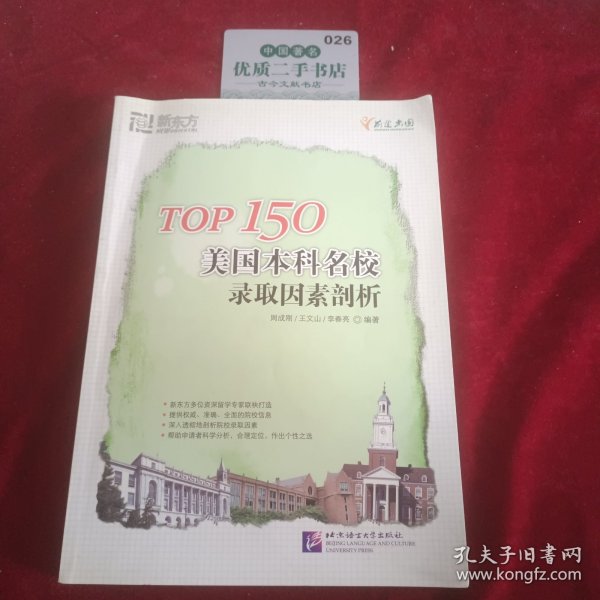 026
中国著名
优质二手书店
古今文献书店
新东方
前途出国
TOP 150
美国本科名校
录取因素剖析
周成刚/王文山/李春亮◎编著
• 新东方多位资深留学专家联袂打造
• 提供权威、准确、全面的院校信息
• 深入透彻地剖析院校录取因素
• 帮助申请者科学分析、合理定位，作出个性之选
北京语言大学出版社
BEIJING LANGUAGE AND CULTURE
UNIVERSITY PRESS
孔夫子旧书网
www.kongfz.com